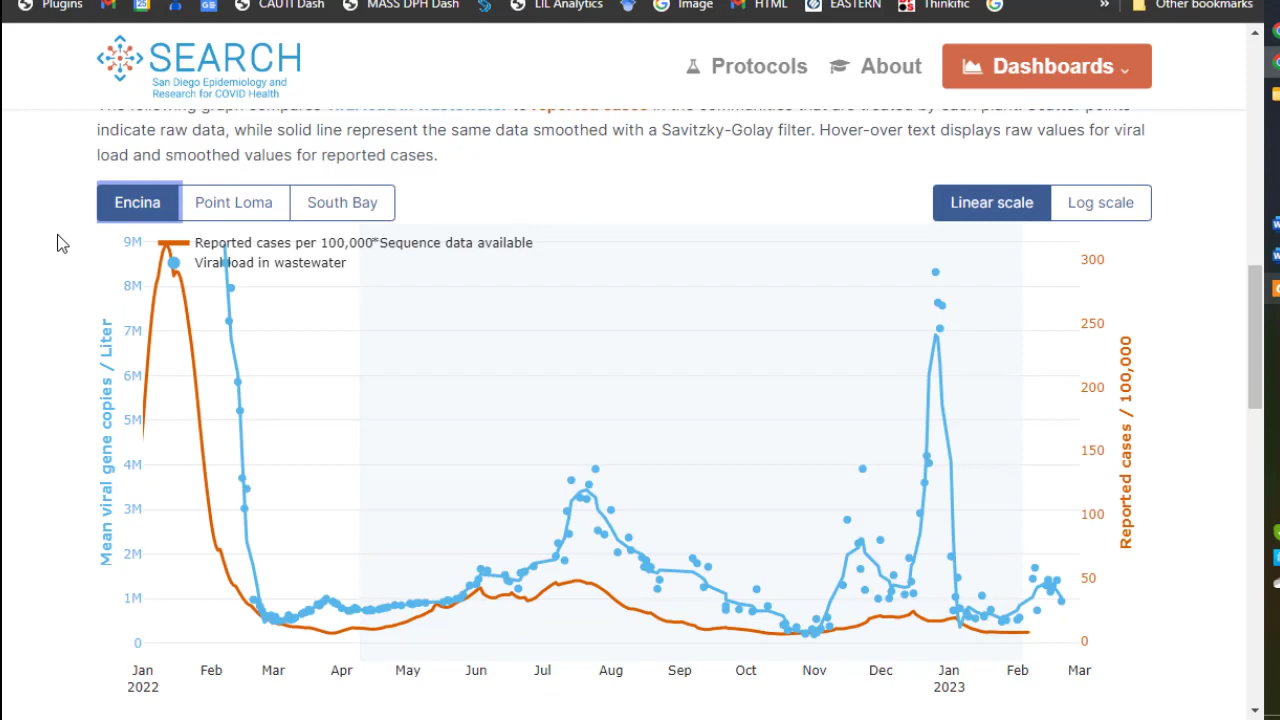 Plugins CAUTI Dash MASS DPH Dash LIL Analytics Image HTML EASTERN Thinkific » Other bookmarks
SEARCH
San Diego Epidemiology and
Research for COVID Health
Protocols About Dashboards
indicate raw data, while solid line represent the same data smoothed with a Savitzky-Golay filter. Hover-over text displays raw values for viral
load and smoothed values for reported cases.
Encina Point Loma South Bay Linear scale Log scale
Reported cases per 100,000*Sequence data available
Viral load in wastewater
9M
8M
7M
6M
5M
4M
3M
2M
1M
0
Mean viral gene copies / Liter
300
250
200
150
100
50
0
Reported cases / 100,000
Jan Feb Mar Apr May Jun Jul Aug Sep Oct Nov Dec Jan Feb Mar
2022 2023